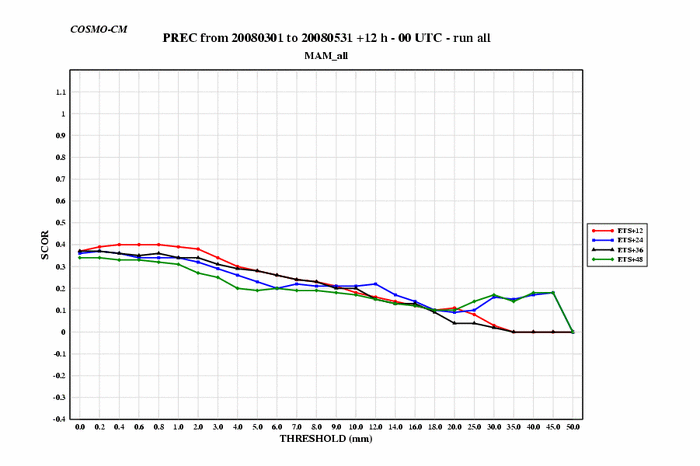 COSMO-CM
PREC from 20080301 to 20080531 +12 h - 00 UTC - run all
MAM_all
1.1
1
0.9
0.8
0.7
0.6
0.5
0.4
0.3
0.2
0.1
0
-0.1
-0.2
-0.3
-0.4
SCOR
ETS+12
ETS+24
ETS+36
ETS+48
0.0 0.2 0.4 0.6 0.8 1.0 2.0 3.0 4.0 5.0 6.0 7.0 8.0 9.0 10.0 12.0 14.0 16.0 18.0 20.0 25.0 30.0 35.0 40.0 45.0 50.0
THRESHOLD (mm)